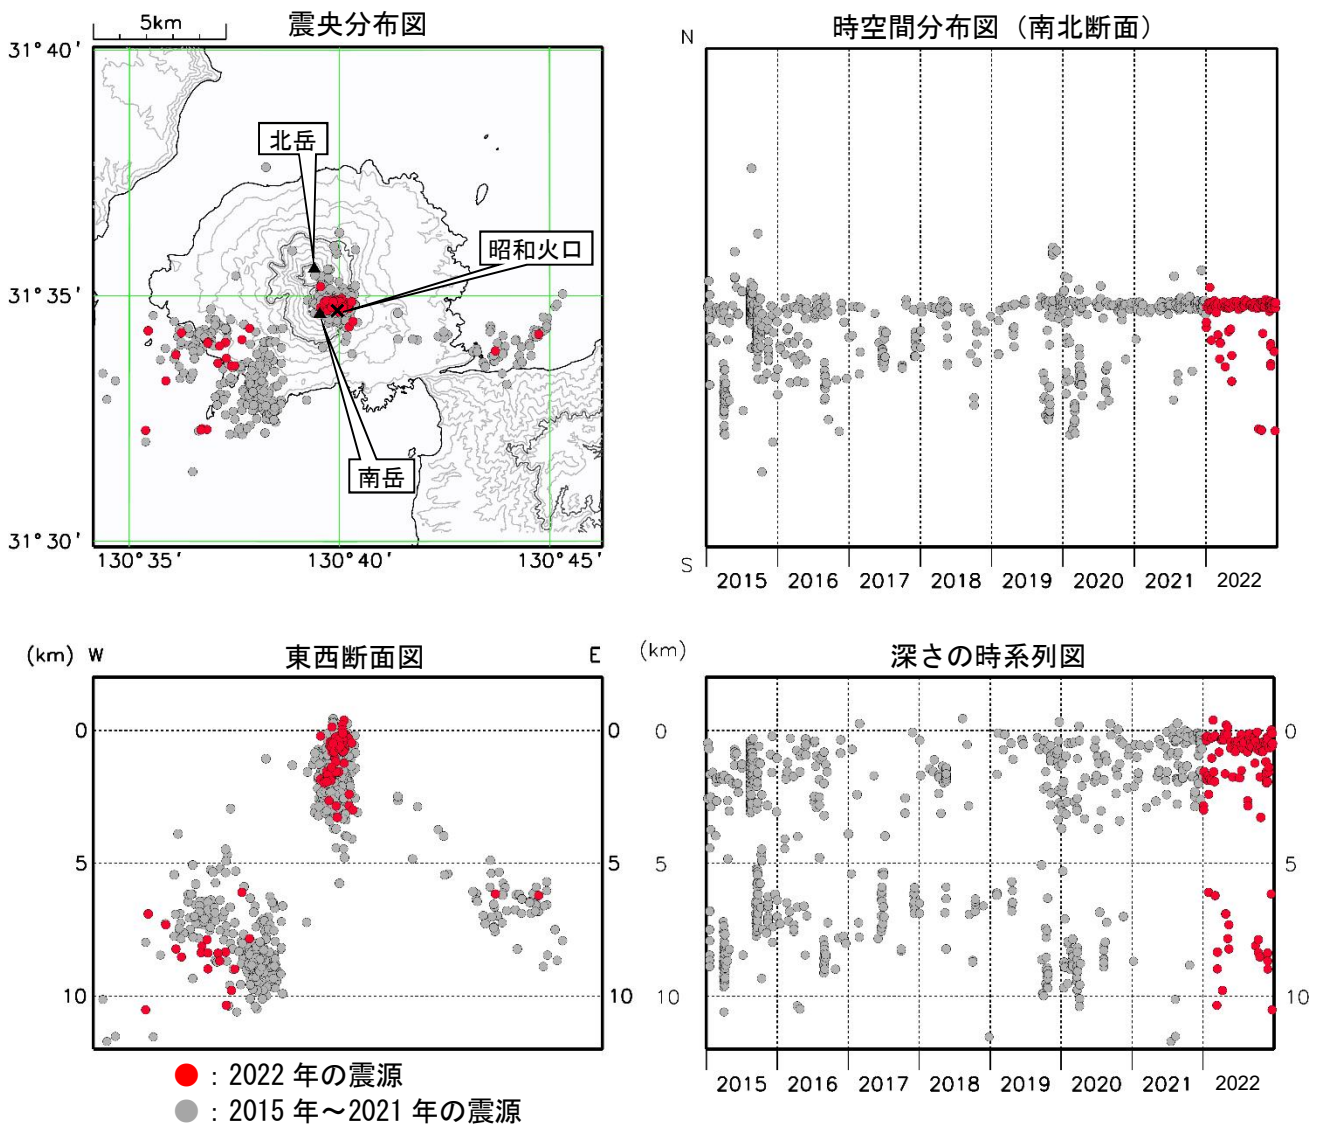 5km
震央分布図
31°40′
31°35′
31°30′
130°35′
130°40′
130°45′
北岳
昭和火口
南岳
時空間分布図（南北断面）
N
S
2015
2016
2017
2018
2019
2020
2021
2022
(km) W
東西断面図
E
0
0
5
5
10
10
(km)
深さの時系列図
0
0
5
5
10
10
2015
2016
2017
2018
2019
2020
2021
2022
：2022 年の震源
：2015 年～2021 年の震源